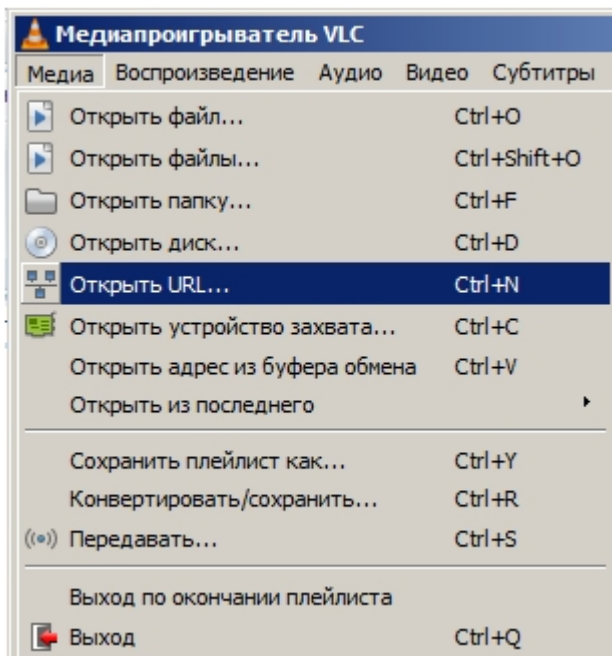 Медиапроигрыватель VLC
Медиа Воспроизведение Аудио Видео Субтитры
Открыть файл... Ctrl+O
Открыть файлы... Ctrl+Shift+O
Открыть папку... Ctrl+F
Открыть диск... Ctrl+D
Открыть URL... Ctrl+N
Открыть устройство захвата... Ctrl+C
Открыть адрес из буфера обмена Ctrl+V
Открыть из последнего
Сохранить плейлист как... Ctrl+Y
Конвертировать/сохранить... Ctrl+R
Передавать... Ctrl+S
Выход по окончании плейлиста
Выход Ctrl+Q